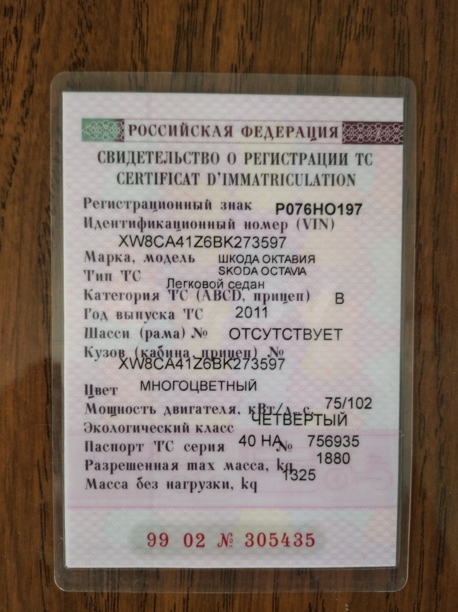 РОССИЙСКАЯ ФЕДЕРАЦИЯ
СВИДЕТЕЛЬСТВО О РЕГИСТРАЦИИ ТС
CERTIFICAT D'IMMATRICULATION
Регистрационный знак Р076НО197
Идентификационный номер (VIN)
XW8CA41Z6BK273597
Марка, модель ШКОДА ОКТАВИЯ
SKODA OCTAVIA
Тип ТС Легковой седан
Категория ТС (ABCD, прицеп) B
Год выпуска ТС 2011
Шасси (рама) № ОТСУТСТВУЕТ
Кузов (кабина, прицеп) №
XW8CA41Z6BK273597
Цвет МНОГОЦВЕТНЫЙ
Мощность двигателя, кВт/л. с. 75/102
Экологический класс ЧЕТВЕРТЫЙ
Паспорт ТС серия 40 НА № 756935
Разрешенная max масса, kg 1880
Масса без нагрузки, kg 1325
99 02 № 305435